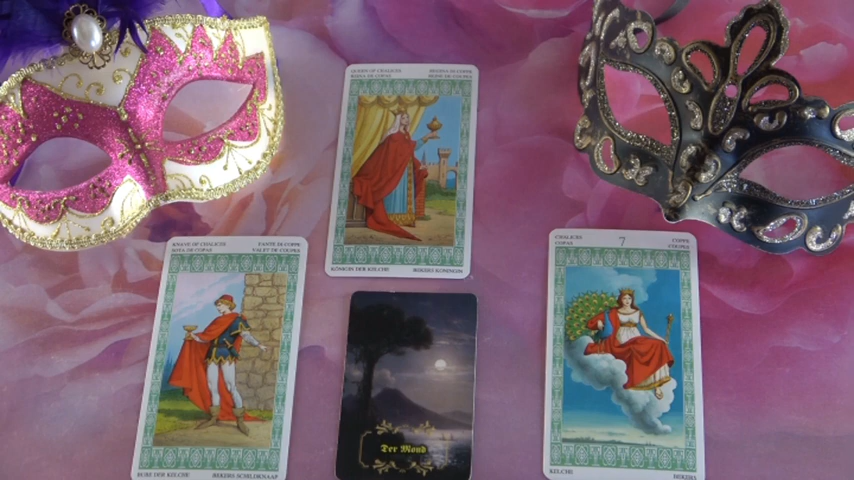 QUEEN OF CHALICES REGINA DI COPPE
REINA DE COPAS REINE DE COUPES
KÖNIGIN DER KELCHE BEKERS KONINGIN
KNAVE OF CHALICES FANTE DI COPPE
SOTA DE COPAS VALET DE COUPES
BUBE DER KELCHE BEKERS SCHILDKNAAP
Der Mond
CHALICES 7 COPPE
COPAS COUPES
KELCHE BEKERS